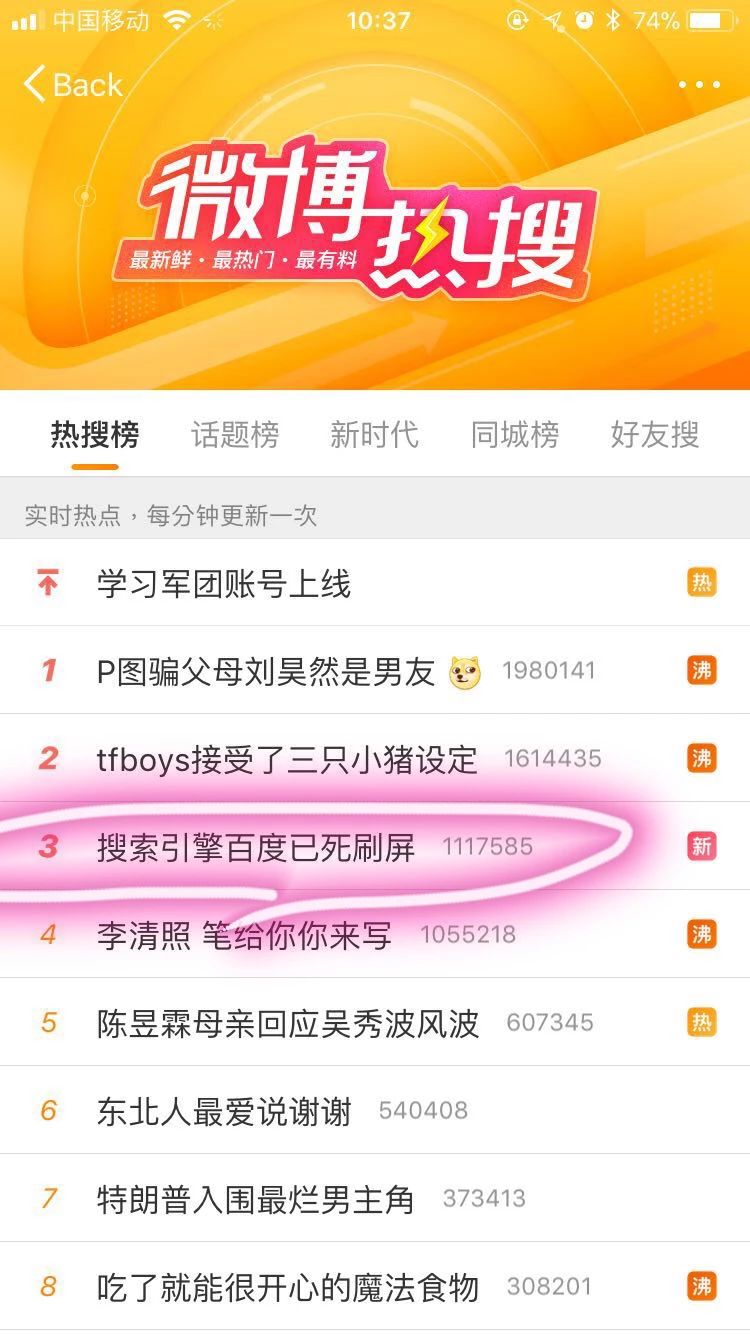 中国移动 10:37 74%
Back
微博热搜
最新鲜·最热门·最有料
热搜榜 话题榜 新时代 同城榜 好友搜
实时热点，每分钟更新一次
学习军团账号上线 热
1 P图骗父母刘昊然是男友 1980141 沸
2 tfboys接受了三只小猪设定 1614435 沸
3 搜索引擎百度已死刷屏 1117585 新
4 李清照 笔给你你来写 1055218 沸
5 陈昱霖母亲回应吴秀波风波 607345 热
6 东北人最爱说谢谢 540408
7 特朗普入围最烂男主角 373413
8 吃了就能很开心的魔法食物 308201 沸